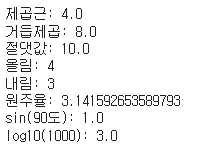 제곱근: 4.0
거듭제곱: 8.0
절댓값: 10.0
올림: 4
내림: 3
원주율: 3.141592653589793
sin(90도): 1.0
log10(1000): 3.0